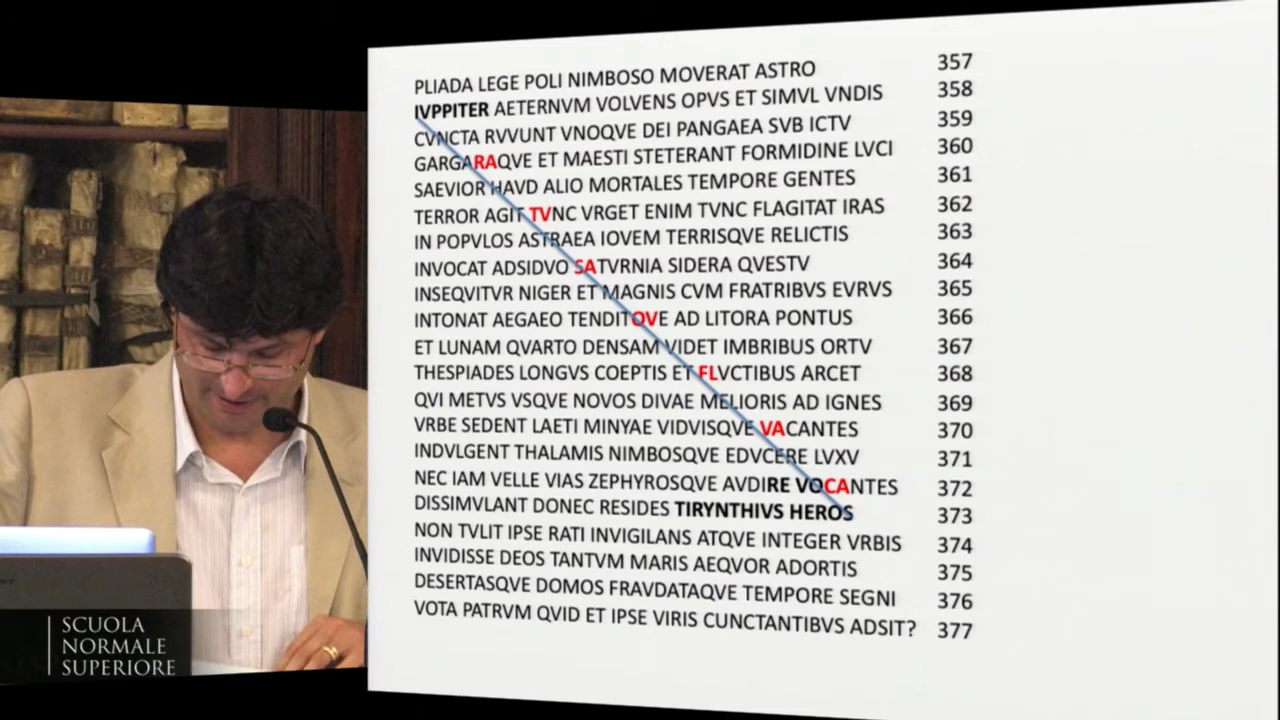 PLIADA LEGE POLI NIMBOSO MOVERAT ASTRO 357
IVPPITER AETERNVM VOLVENS OPVS ET SIMVL VNDIS 358
CVNCTA RVVUNT VNOQVE DEI PANGAEA SVB ICTV 359
GARGARAQVE ET MAESTI STETERANT FORMIDINE LVCI 360
SAEVIOR HAVD ALIO MORTALES TEMPORE GENTES 361
TERROR AGIT TVNC VRGET ENIM TVNC FLAGITAT IRAS 362
IN POPVLOS ASTRAEA IOVEM TERRISQVE RELICTIS 363
INVOCAT ADSIDVO SATVRNIA SIDERA QVESTV 364
INSEQVITVR NIGER ET MAGNIS CVM FRATRIBVS EVRVS 365
INTONAT AEGAEO TENDITQVE AD LITORA PONTUS 366
ET LUNAM QVARTO DENSAM VIDET IMBRIBUS ORTV 367
THESPIADES LONGVS COEPTIS ET FLVCTIBUS ARCET 368
QVI METVS VSQVE NOVOS DIVAE MELIORIS AD IGNES 369
VRBE SEDENT LAETI MINYAE VIDVISQVE VACANTES 370
INDVLGENT THALAMIS NIMBOSQVE EDVCERE LVXV 371
NEC IAM VELLE VIAS ZEPHYROSQVE AVDIRE VOCANTES 372
DISSIMVLANT DONEC RESIDES TIRYNTHIVS HEROS 373
NON TVLIT IPSE RATI INVIGILANS ATQVE INTEGER VRBIS 374
INVIDISSE DEOS TANTVM MARIS AEQVOR ADORTIS 375
DESERTASQVE DOMOS FRAVDATAQVE TEMPORE SEGNI 376
VOTA PATRVM QVID ET IPSE VIRIS CUNCTANTIBVS ADSIT? 377
SCUOLA
NORMALE
SUPERIORE